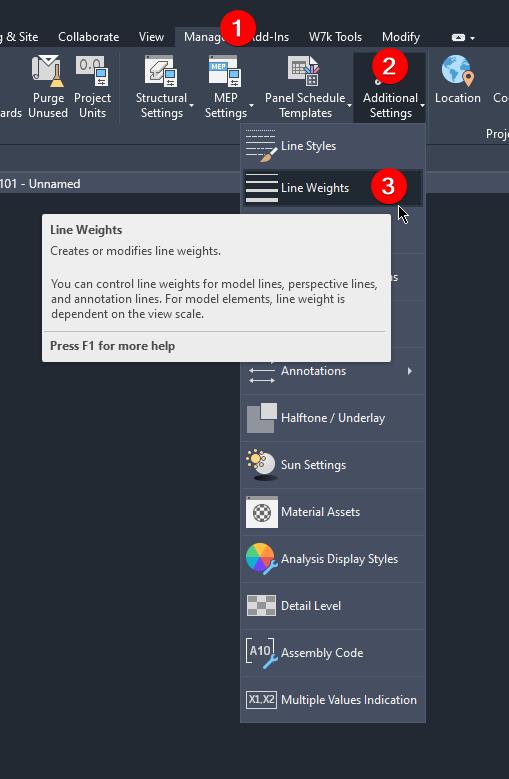 g & Site Collaborate View Manag dd-Ins W7k Tools Modify
1
2
Purge Unused
Project Units
Structural Settings
MEP
MEP Settings
Panel Schedule Templates
Additional Settings
Location
Co
ards
Proje
Line Styles
101 - Unnamed
Line Weights
3
Line Weights
Creates or modifies line weights.
You can control line weights for model lines, perspective lines,
and annotation lines. For model elements, line weight is
dependent on the view scale.
Press F1 for more help
ns
Annotations
Halftone / Underlay
Sun Settings
Material Assets
Analysis Display Styles
Detail Level
A10
Assembly Code
X1,X2
Multiple Values Indication